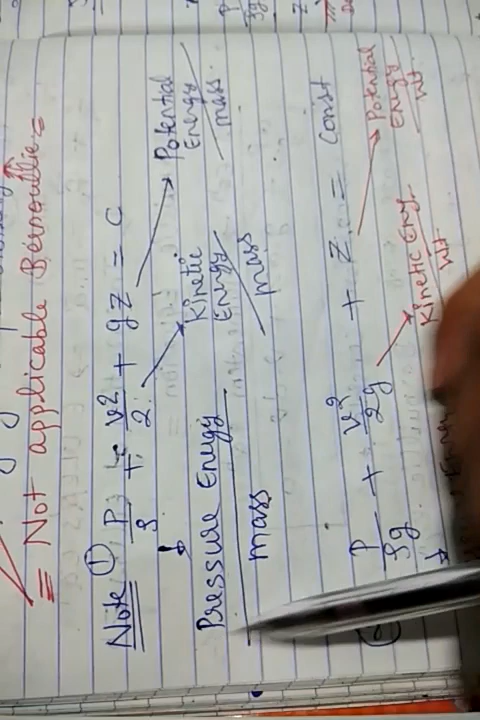 = Not applicable Bernoullie =
Note ① P/ρ + v²/2 + gz = C
Pressure Energy / mass
Kinetic Energy / mass
Potential Energy / mass
P/ρg + v²/2g + z = Const
Kinetic Eng. / wt
Potential Energy / wt.